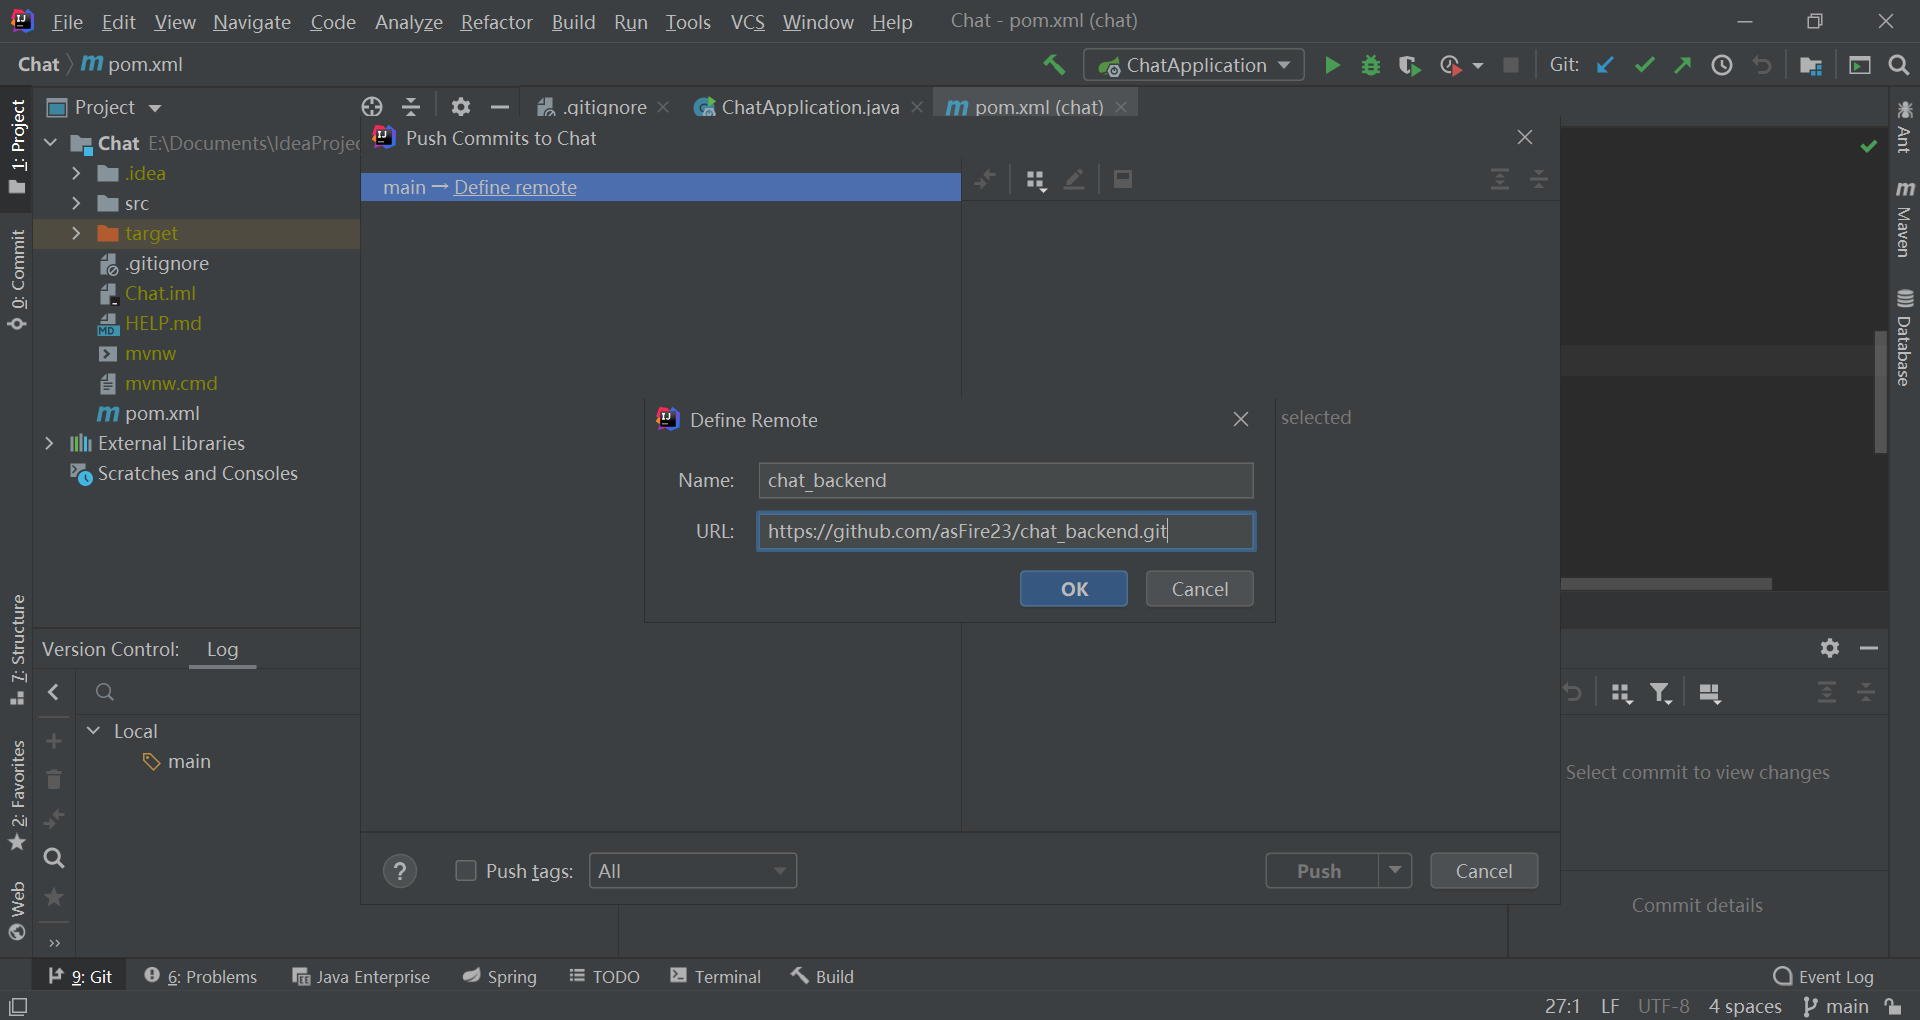 File Edit View Navigate Code Analyze Refactor Build Run Tools VCS Window Help Chat - pom.xml (chat)
Chat m pom.xml ChatApplication Git:
Project .gitignore ChatApplication.java m pom.xml (chat)
Push Commits to Chat
Chat E:\Documents\IdeaProjec
main → Define remote
.idea
src
target
.gitignore
Chat.iml
HELP.md
mvnw
mvnw.cmd
m pom.xml
External Libraries
Scratches and Consoles
selected
Define Remote
Name: chat_backend
URL: https://github.com/asFire23/chat_backend.git
OK Cancel
Version Control: Log
Local
main
Select commit to view changes
Commit details
? Push tags: All Push Cancel
1: Project
0: Commit
7: Structure
2: Favorites
Web
Ant
m Maven
Database
9: Git 6: Problems Java Enterprise Spring TODO Terminal Build Event Log
27:1 LF UTF-8 4 spaces main